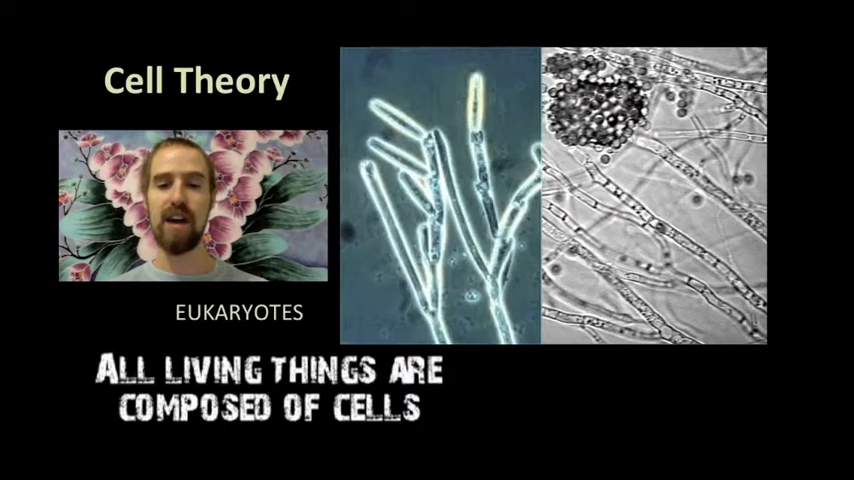 Cell Theory
EUKARYOTES
ALL LIVING THINGS ARE
COMPOSED OF CELLS